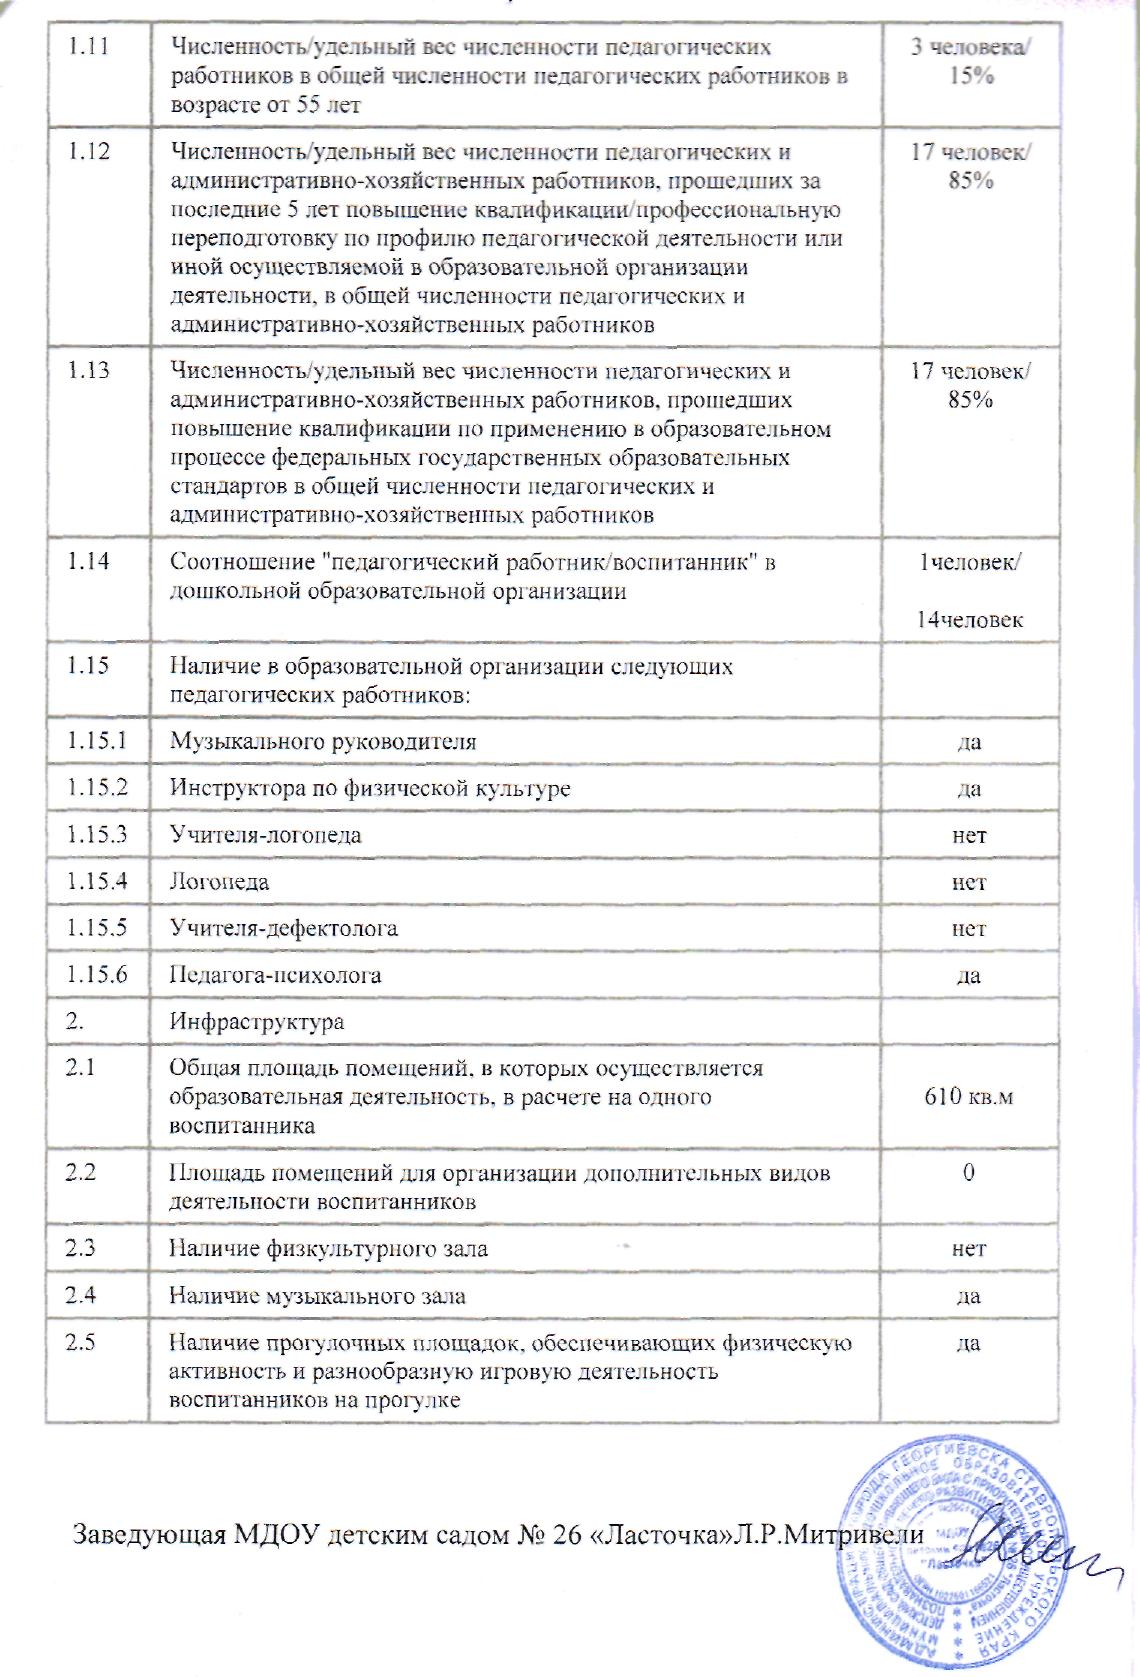 1.11 Численность/удельный вес численности педагогических 3 человека/
работников в общей численности педагогических работников в 15%
возрасте от 55 лет
1.12 Численность/удельный вес численности педагогических и 17 человек/
административно-хозяйственных работников, прошедших за 85%
последние 5 лет повышение квалификации/профессиональную
переподготовку по профилю педагогической деятельности или
иной осуществляемой в образовательной организации
деятельности, в общей численности педагогических и
административно-хозяйственных работников
1.13 Численность/удельный вес численности педагогических и 17 человек/
административно-хозяйственных работников, прошедших 85%
повышение квалификации по применению в образовательном
процессе федеральных государственных образовательных
стандартов в общей численности педагогических и
административно-хозяйственных работников
1.14 Соотношение "педагогический работник/воспитанник" в 1человек/
дошкольной образовательной организации
14человек
1.15 Наличие в образовательной организации следующих
педагогических работников:
1.15.1 Музыкального руководителя да
1.15.2 Инструктора по физической культуре да
1.15.3 Учителя-логопеда нет
1.15.4 Логопеда нет
1.15.5 Учителя-дефектолога нет
1.15.6 Педагога-психолога да
2. Инфраструктура
2.1 Общая площадь помещений, в которых осуществляется
образовательная деятельность, в расчете на одного 610 кв.м
воспитанника
2.2 Площадь помещений для организации дополнительных видов 0
деятельности воспитанников
2.3 Наличие физкультурного зала нет
2.4 Наличие музыкального зала да
2.5 Наличие прогулочных площадок, обеспечивающих физическую да
активность и разнообразную игровую деятельность
воспитанников на прогулке
Заведующая МДОУ детским садом № 26 «Ласточка»Л.Р.Митривели
ГОРОДА ГЕОРГИЕВСКА СТАВРОПОЛЬСКОГО КРАЯ
"Ласточка"